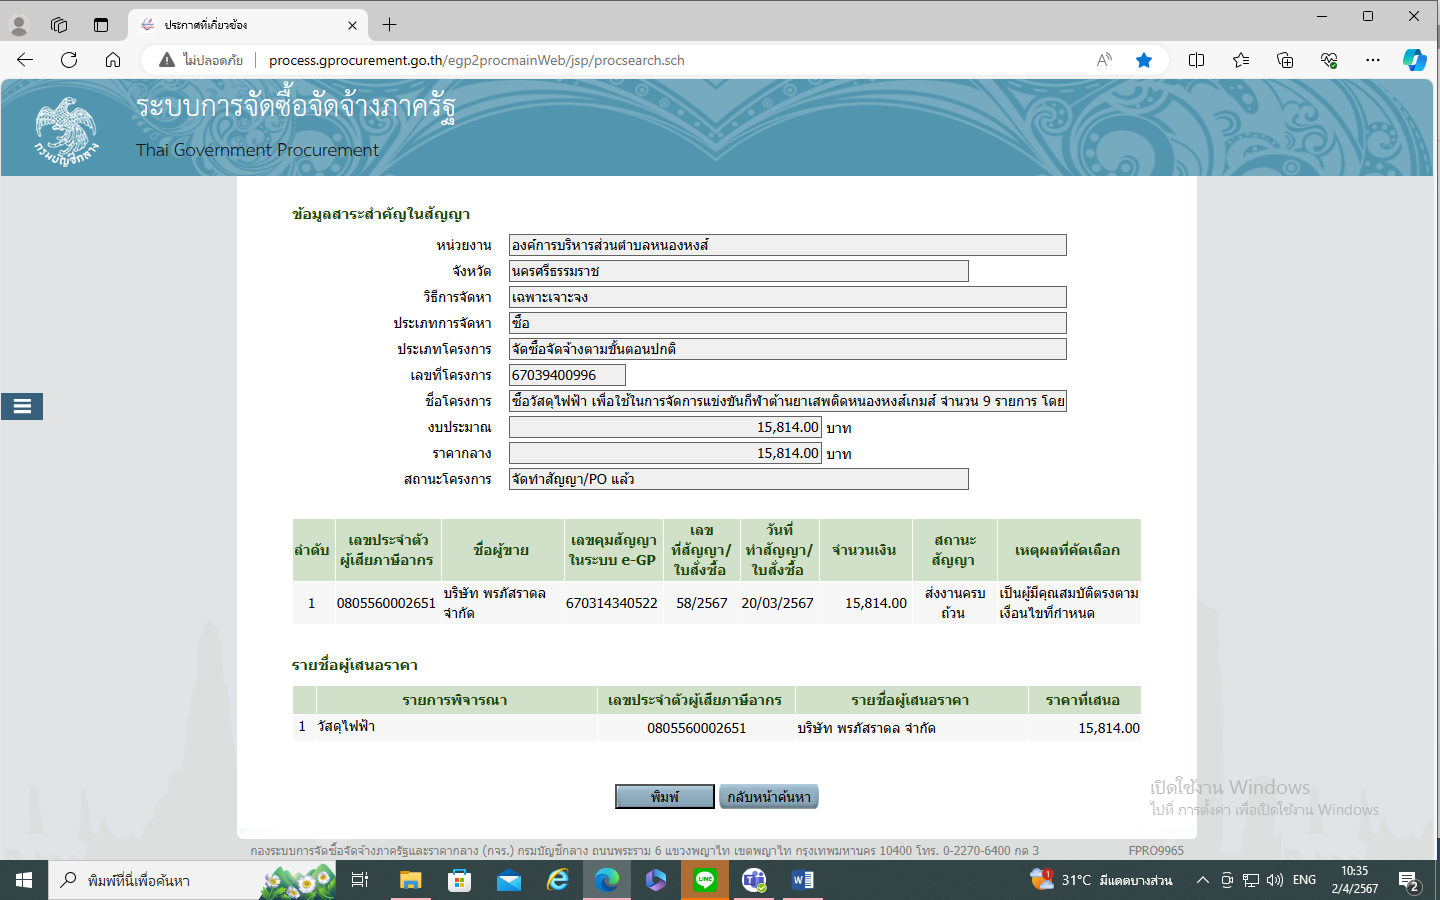 ประกาศที่เกี่ยวข้อง
ไม่ปลอดภัย
process.gprocurement.go.th/egp2procmainWeb/jsp/procsearch.sch
ระบบการจัดซื้อจัดจ้างภาครัฐ
Thai Government Procurement
กรมบัญชีกลาง
ข้อมูลสาระสำคัญในสัญญา
หน่วยงาน องค์การบริหารส่วนตำบลหนองหงส์
จังหวัด นครศรีธรรมราช
วิธีการจัดหา เฉพาะเจาะจง
ประเภทการจัดหา ซื้อ
ประเภทโครงการ จัดซื้อจัดจ้างตามขั้นตอนปกติ
เลขที่โครงการ 67039400996
ชื่อโครงการ ซื้อวัสดุไฟฟ้า เพื่อใช้ในการจัดการแข่งขันกีฬาต้านยาเสพติดหนองหงส์เกมส์ จำนวน 9 รายการ โดย
งบประมาณ 15,814.00 บาท
ราคากลาง 15,814.00 บาท
สถานะโครงการ จัดทำสัญญา/PO แล้ว
ลำดับ เลขประจำตัวผู้เสียภาษีอากร ชื่อผู้ขาย เลขคุมสัญญาในระบบ e-GP เลขที่สัญญา/ใบสั่งซื้อ วันที่ทำสัญญา/ใบสั่งซื้อ จำนวนเงิน สถานะสัญญา เหตุผลที่คัดเลือก
1 0805560002651 บริษัท พรภัสราดล จำกัด 670314340522 58/2567 20/03/2567 15,814.00 ส่งงานครบถ้วน เป็นผู้มีคุณสมบัติตรงตามเงื่อนไขที่กำหนด
รายชื่อผู้เสนอราคา
รายการพิจารณา เลขประจำตัวผู้เสียภาษีอากร รายชื่อผู้เสนอราคา ราคาที่เสนอ
1 วัสดุไฟฟ้า 0805560002651 บริษัท พรภัสราดล จำกัด 15,814.00
พิมพ์ กลับหน้าค้นหา
เปิดใช้งาน Windows
ไปที่ การตั้งค่า เพื่อเปิดใช้งาน Windows
กองระบบการจัดซื้อจัดจ้างภาครัฐและราคากลาง (กจร.) กรมบัญชีกลาง ถนนพระราม 6 แขวงพญาไท เขตพญาไท กรุงเทพมหานคร 10400 โทร. 0-2270-6400 กด 3 FPRO9965
พิมพ์ที่นี่เพื่อค้นหา
1 31°C มีแดดบางส่วน ENG 10:35
2/4/2567 2